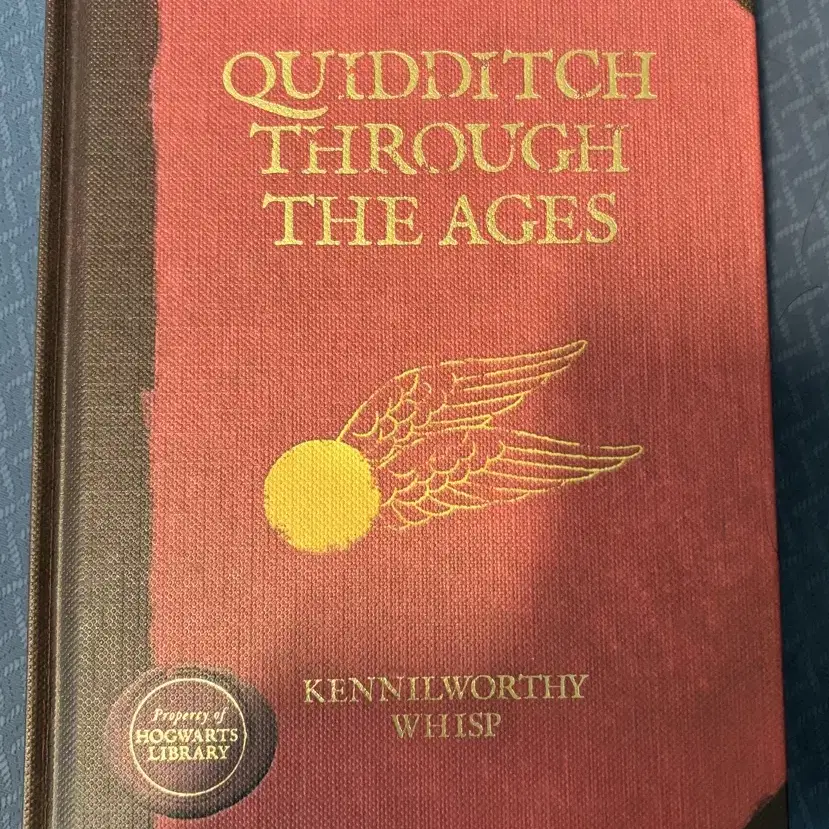 QUIDDITCH
THROUGH
THE AGES
KENNILWORTHY
WHISP
Property of
HOGWARTS
LIBRARY